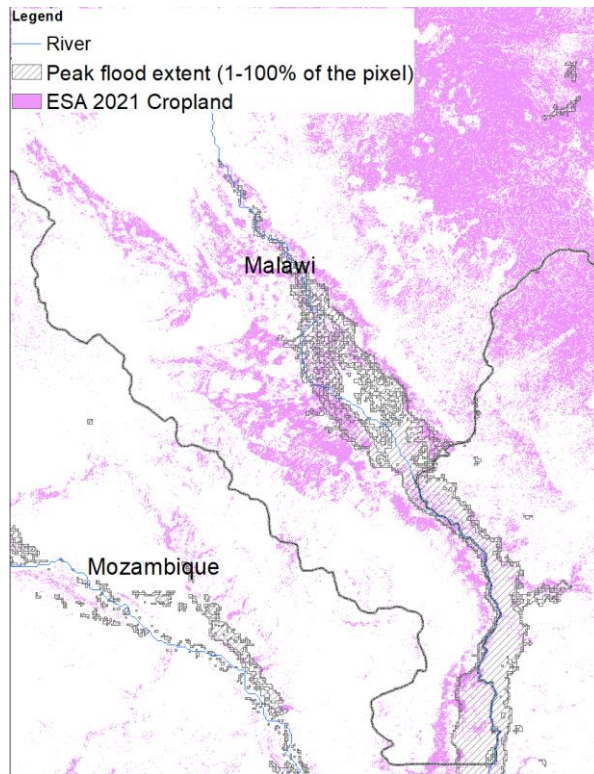 Legend
River
Peak flood extent (1-100% of the pixel)
ESA 2021 Cropland
Malawi
Mozambique